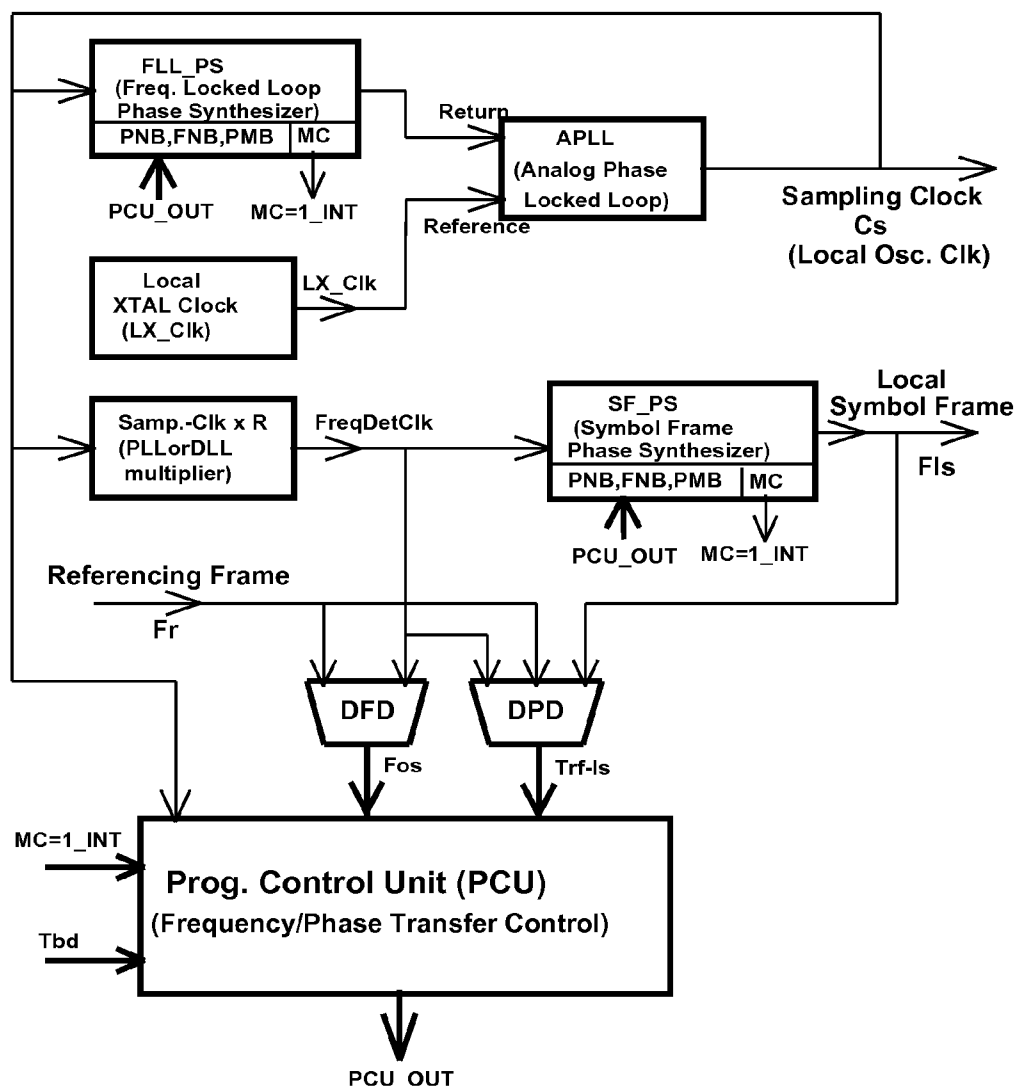 FLL_PS
(Freq. Locked Loop
Phase Synthesizer)
PNB,FNB,PMB
MC
PCU_OUT
MC=1_INT
Return
APLL
(Analog Phase
Locked Loop)
Reference
Sampling Clock
Cs
(Local Osc. Clk)
Local
XTAL Clock
(LX_Clk)
LX_Clk
Samp.-Clk x R
(PLLorDLL
multiplier)
FreqDetClk
SF_PS
(Symbol Frame
Phase Synthesizer)
PNB,FNB,PMB
MC
PCU_OUT
MC=1_INT
Local
Symbol Frame
Fls
Referencing Frame
Fr
DFD
DPD
Fos
Trf-ls
MC=1_INT
Tbd
Prog. Control Unit (PCU)
(Frequency/Phase Transfer Control)
PCU_OUT